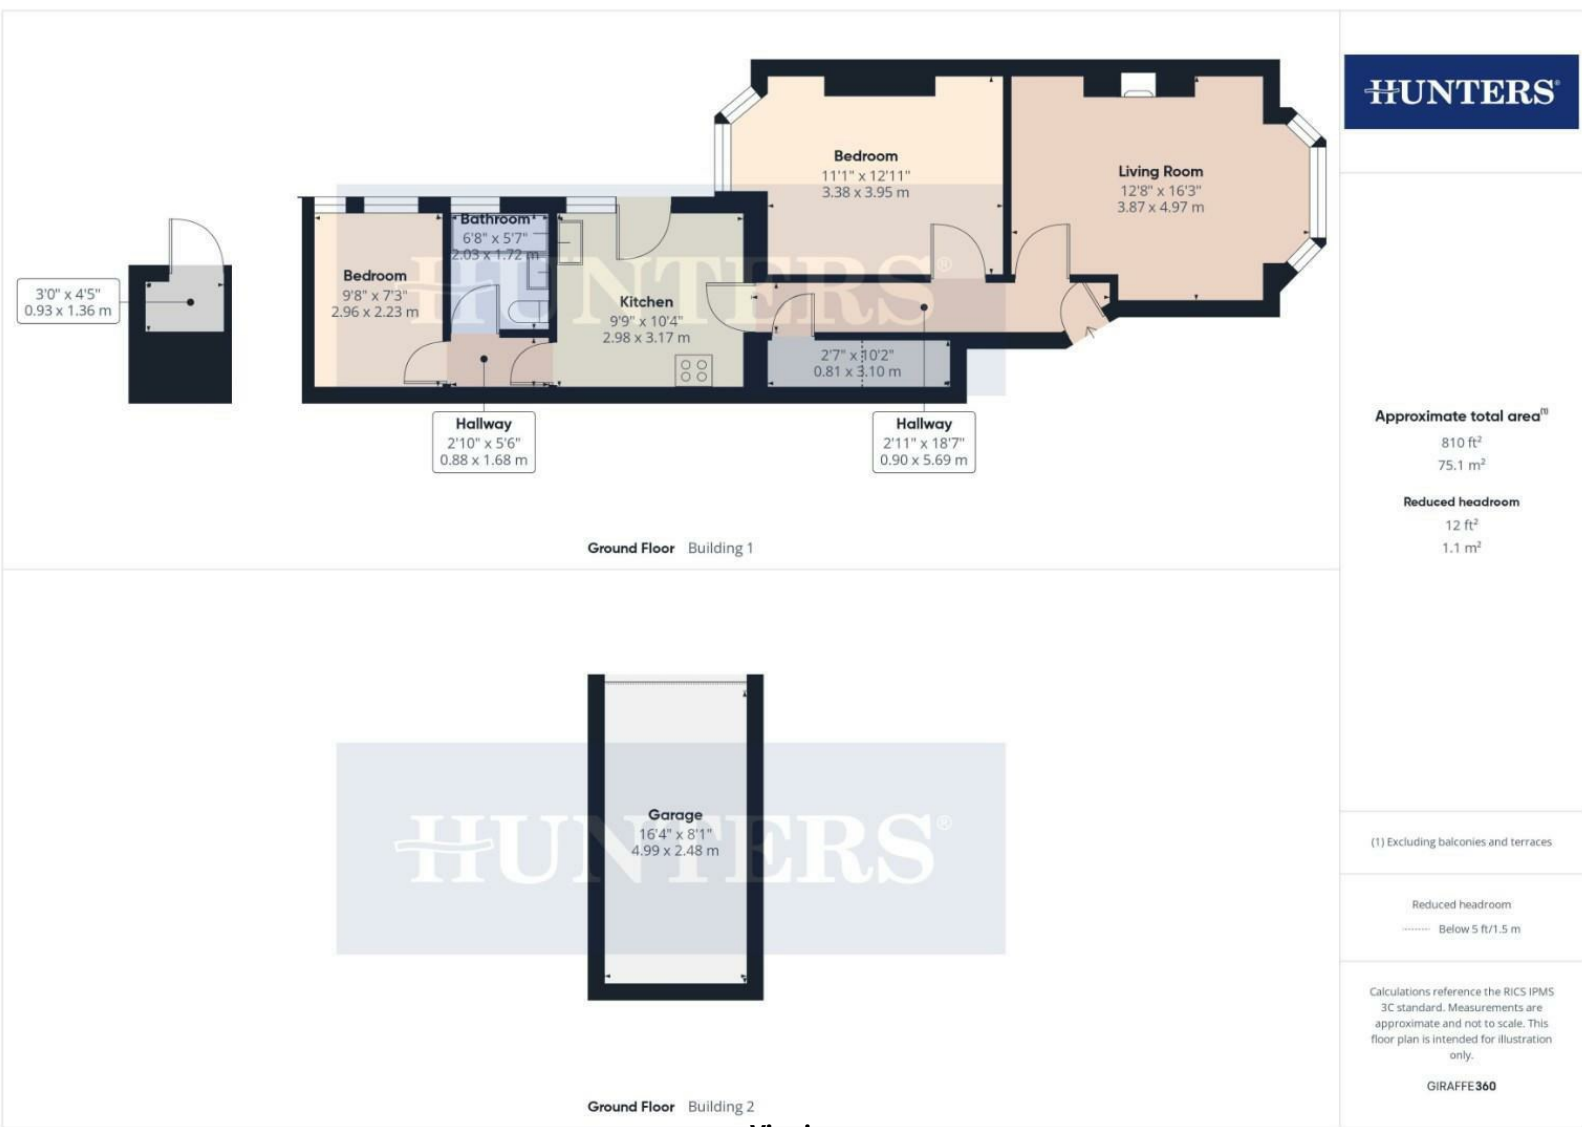 HUNTERS®
Bedroom
11'1" x 12'11"
3.38 x 3.95 m
Living Room
12'8" x 16'3"
3.87 x 4.97 m
Bathroom
6'8" x 5'7"
2.03 x 1.72 m
Bedroom
9'8" x 7'3"
2.96 x 2.23 m
HUNTERS®
Kitchen
9'9" x 10'4"
2.98 x 3.17 m
3'0" x 4'5"
0.93 x 1.36 m
2'7" x 10'2"
0.81 x 3.10 m
Hallway
2'10" x 5'6"
0.88 x 1.68 m
Hallway
2'11" x 18'7"
0.90 x 5.69 m
Ground Floor Building 1
Approximate total area(1)
810 ft²
75.1 m²
Reduced headroom
12 ft²
1.1 m²
Garage
16'4" x 8'1"
4.99 x 2.48 m
HUNTERS®
Ground Floor Building 2
(1) Excluding balconies and terraces
Reduced headroom
Below 5 ft/1.5 m
Calculations reference the RICS IPMS
3C standard. Measurements are
approximate and not to scale. This
floor plan is intended for illustration
only.
GIRAFFE360